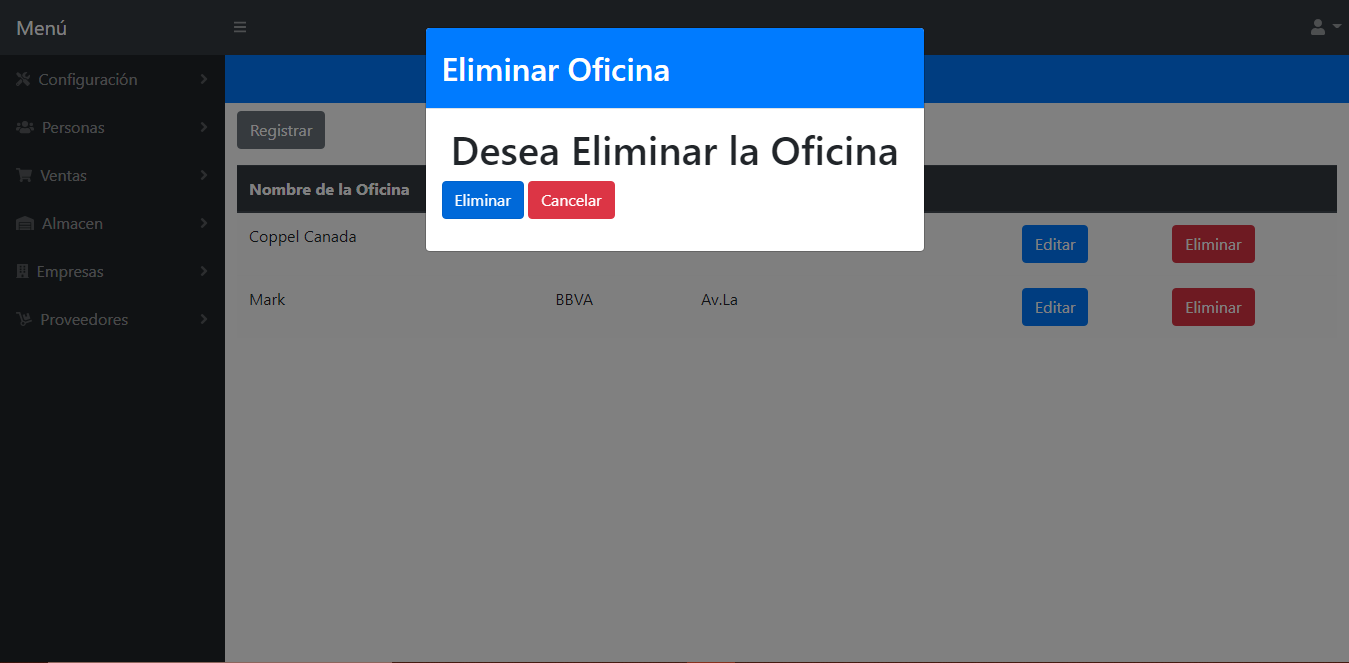 Menú
Eliminar Oficina
Configuración
Personas
Ventas
Almacen
Empresas
Proveedores
Registrar
Desea Eliminar la Oficina
Eliminar Cancelar
Nombre de la Oficina
Coppel Canada Editar Eliminar
Mark BBVA Av.La Editar Eliminar